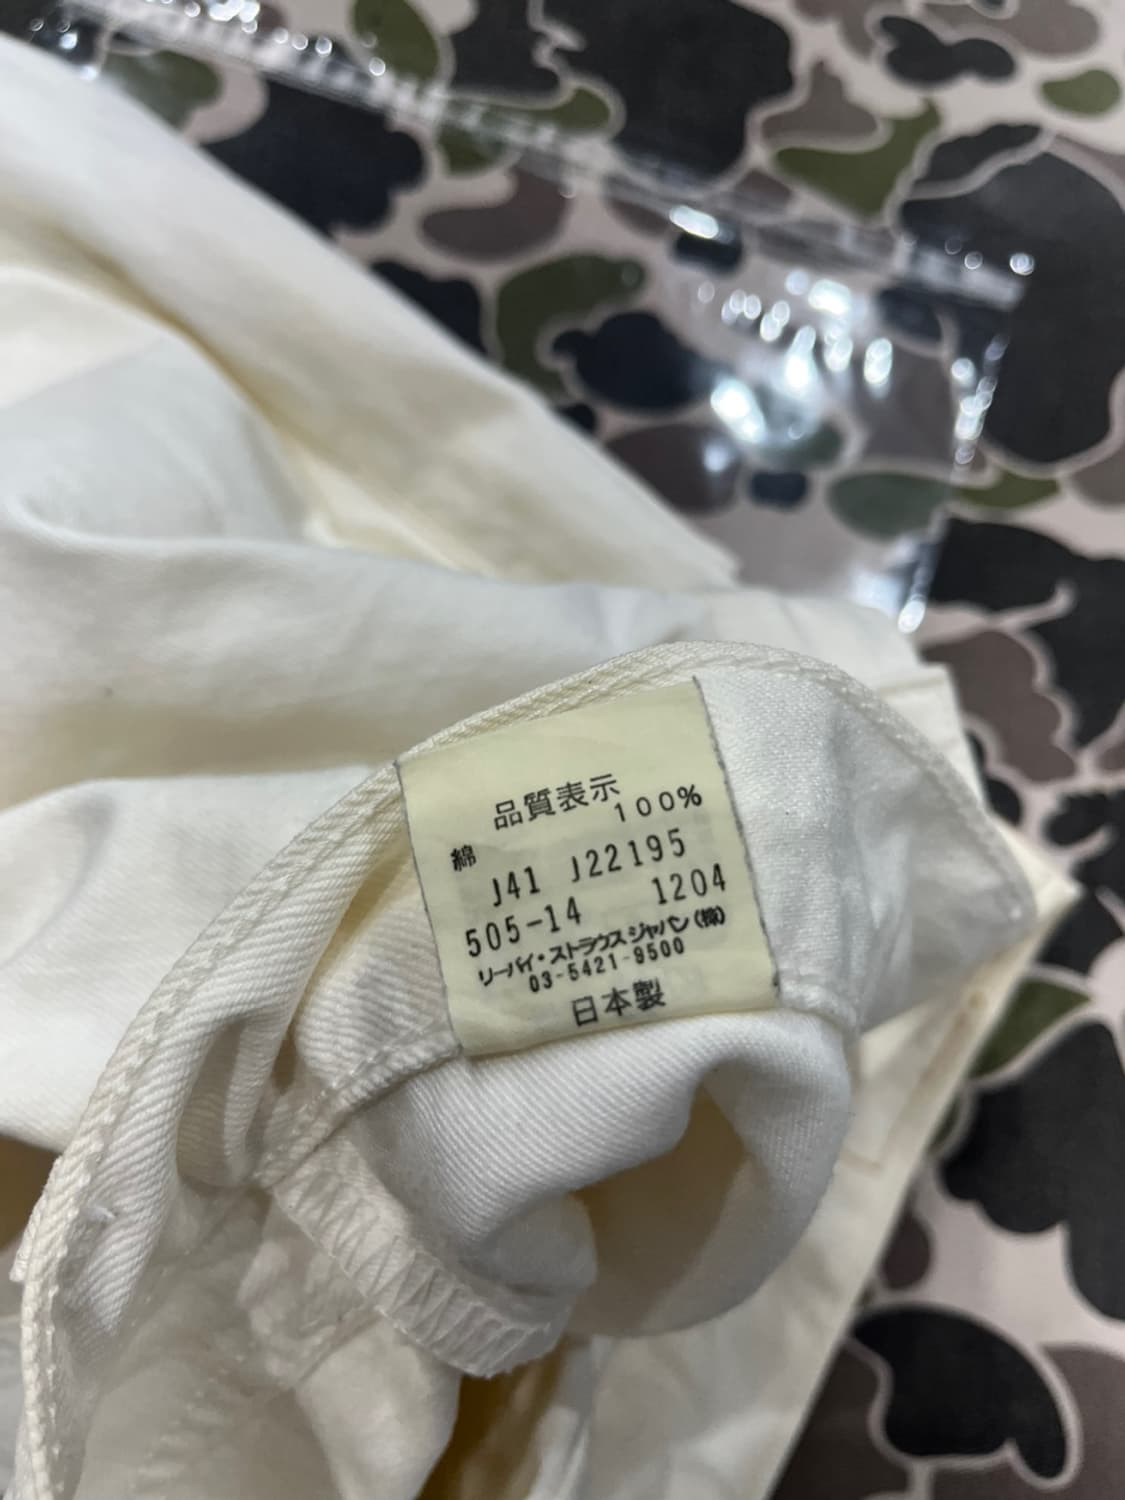 品質表示
綿 100%
J41 J22195
505-14 1204
リーバイ・ストラウス ジャパン(株)
03-5421-9500
日本製